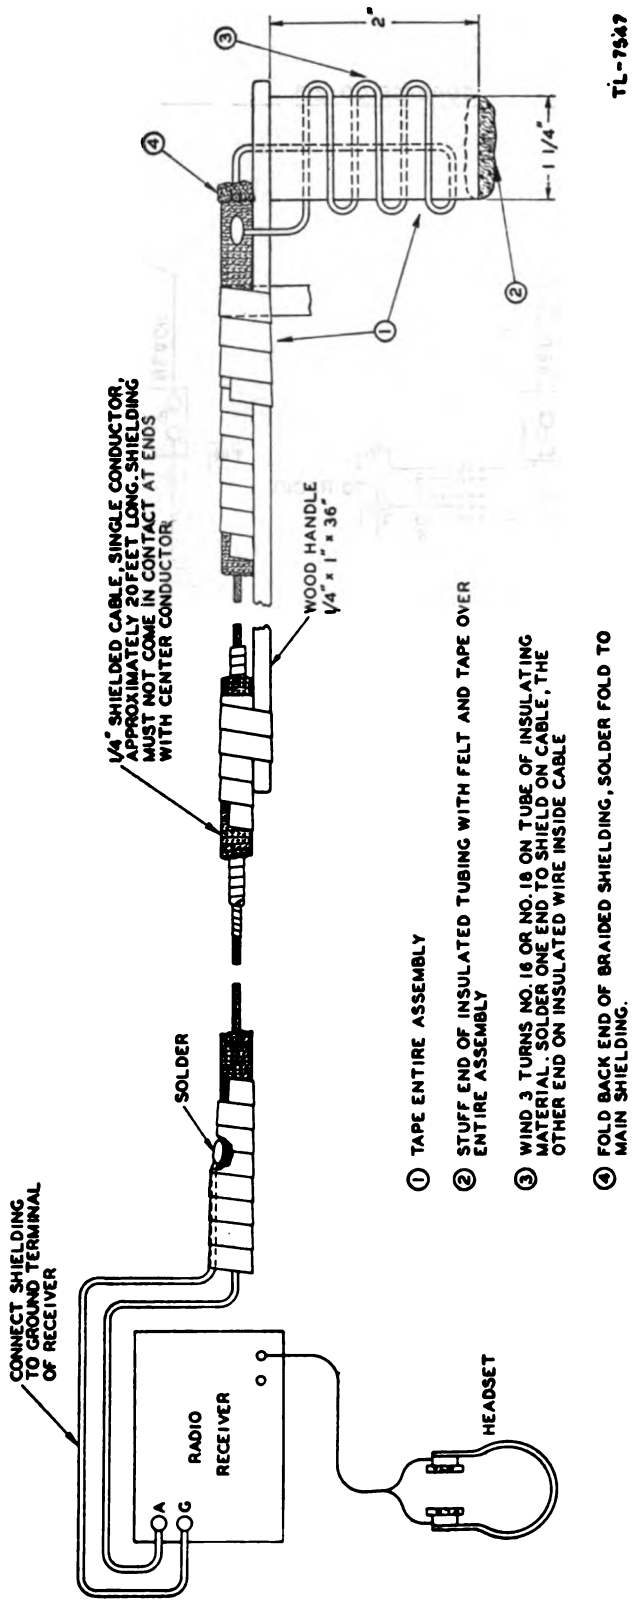 CONNECT SHIELDING
TO GROUND TERMINAL
OF RECEIVER
SOLDER
1/4" SHIELDED CABLE, SINGLE CONDUCTOR,
APPROXIMATELY 20 FEET LONG. SHIELDING
MUST NOT COME IN CONTACT AT ENDS
WITH CENTER CONDUCTOR
WOOD HANDLE
1/4" x 1" x 36"
A
G
RADIO
RECEIVER
HEADSET
4
3
2"
1
2
1 1/4"
1 TAPE ENTIRE ASSEMBLY
2 STUFF END OF INSULATED TUBING WITH FELT AND TAPE OVER
ENTIRE ASSEMBLY
3 WIND 3 TURNS NO. 16 OR NO. 18 ON TUBE OF INSULATING
MATERIAL. SOLDER ONE END TO SHIELD ON CABLE, THE
OTHER END ON INSULATED WIRE INSIDE CABLE
4 FOLD BACK END OF BRAIDED SHIELDING, SOLDER FOLD TO
MAIN SHIELDING.
TL-7547